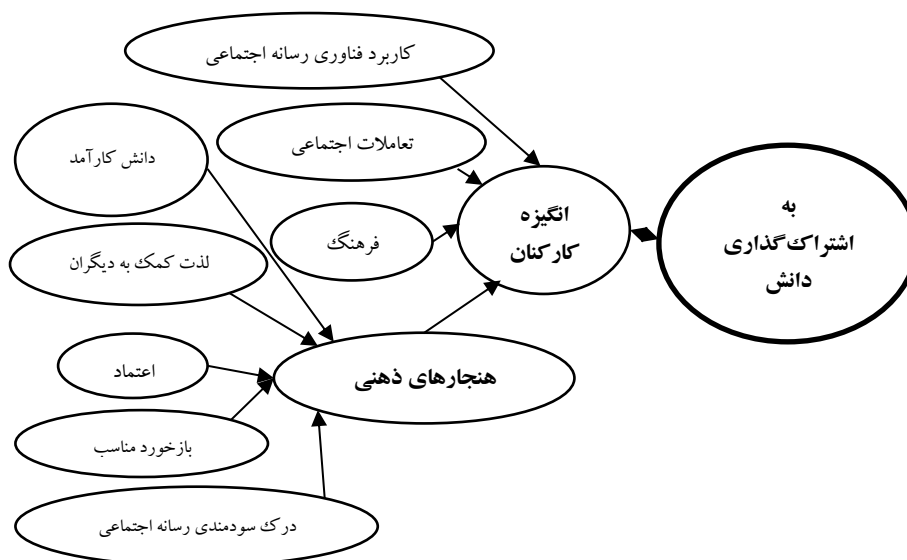 کاربرد فناوری رسانه اجتماعی
تعاملات اجتماعی
دانش کارآمد
فرهنگ
انگیزه
کارکنان
به
اشتراک‌گذاری
دانش
لذت کمک به دیگران
هنجارهای ذهنی
اعتماد
بازخورد مناسب
درک سودمندی رسانه اجتماعی